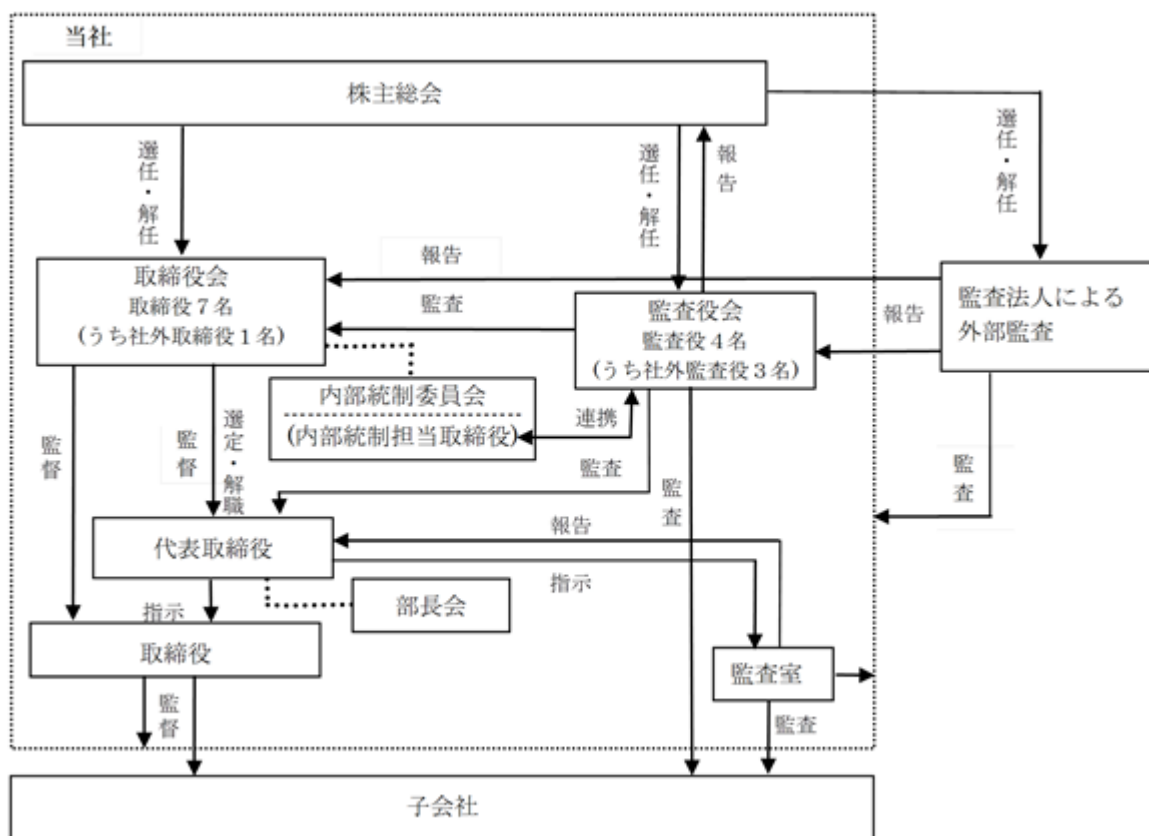 当社
株主総会
選任・解任
選任・解任
報告
選任・解任
報告
取締役会
取締役7名
(うち社外取締役1名)
監査
監査役会
監査役4名
(うち社外監査役3名)
報告
監査法人による
外部監査
内部統制委員会
(内部統制担当取締役)
連携
監督
監督
選定・解職
監査
監査
監査
代表取締役
報告
指示
部長会
指示
取締役
監査室
監督
監査
子会社